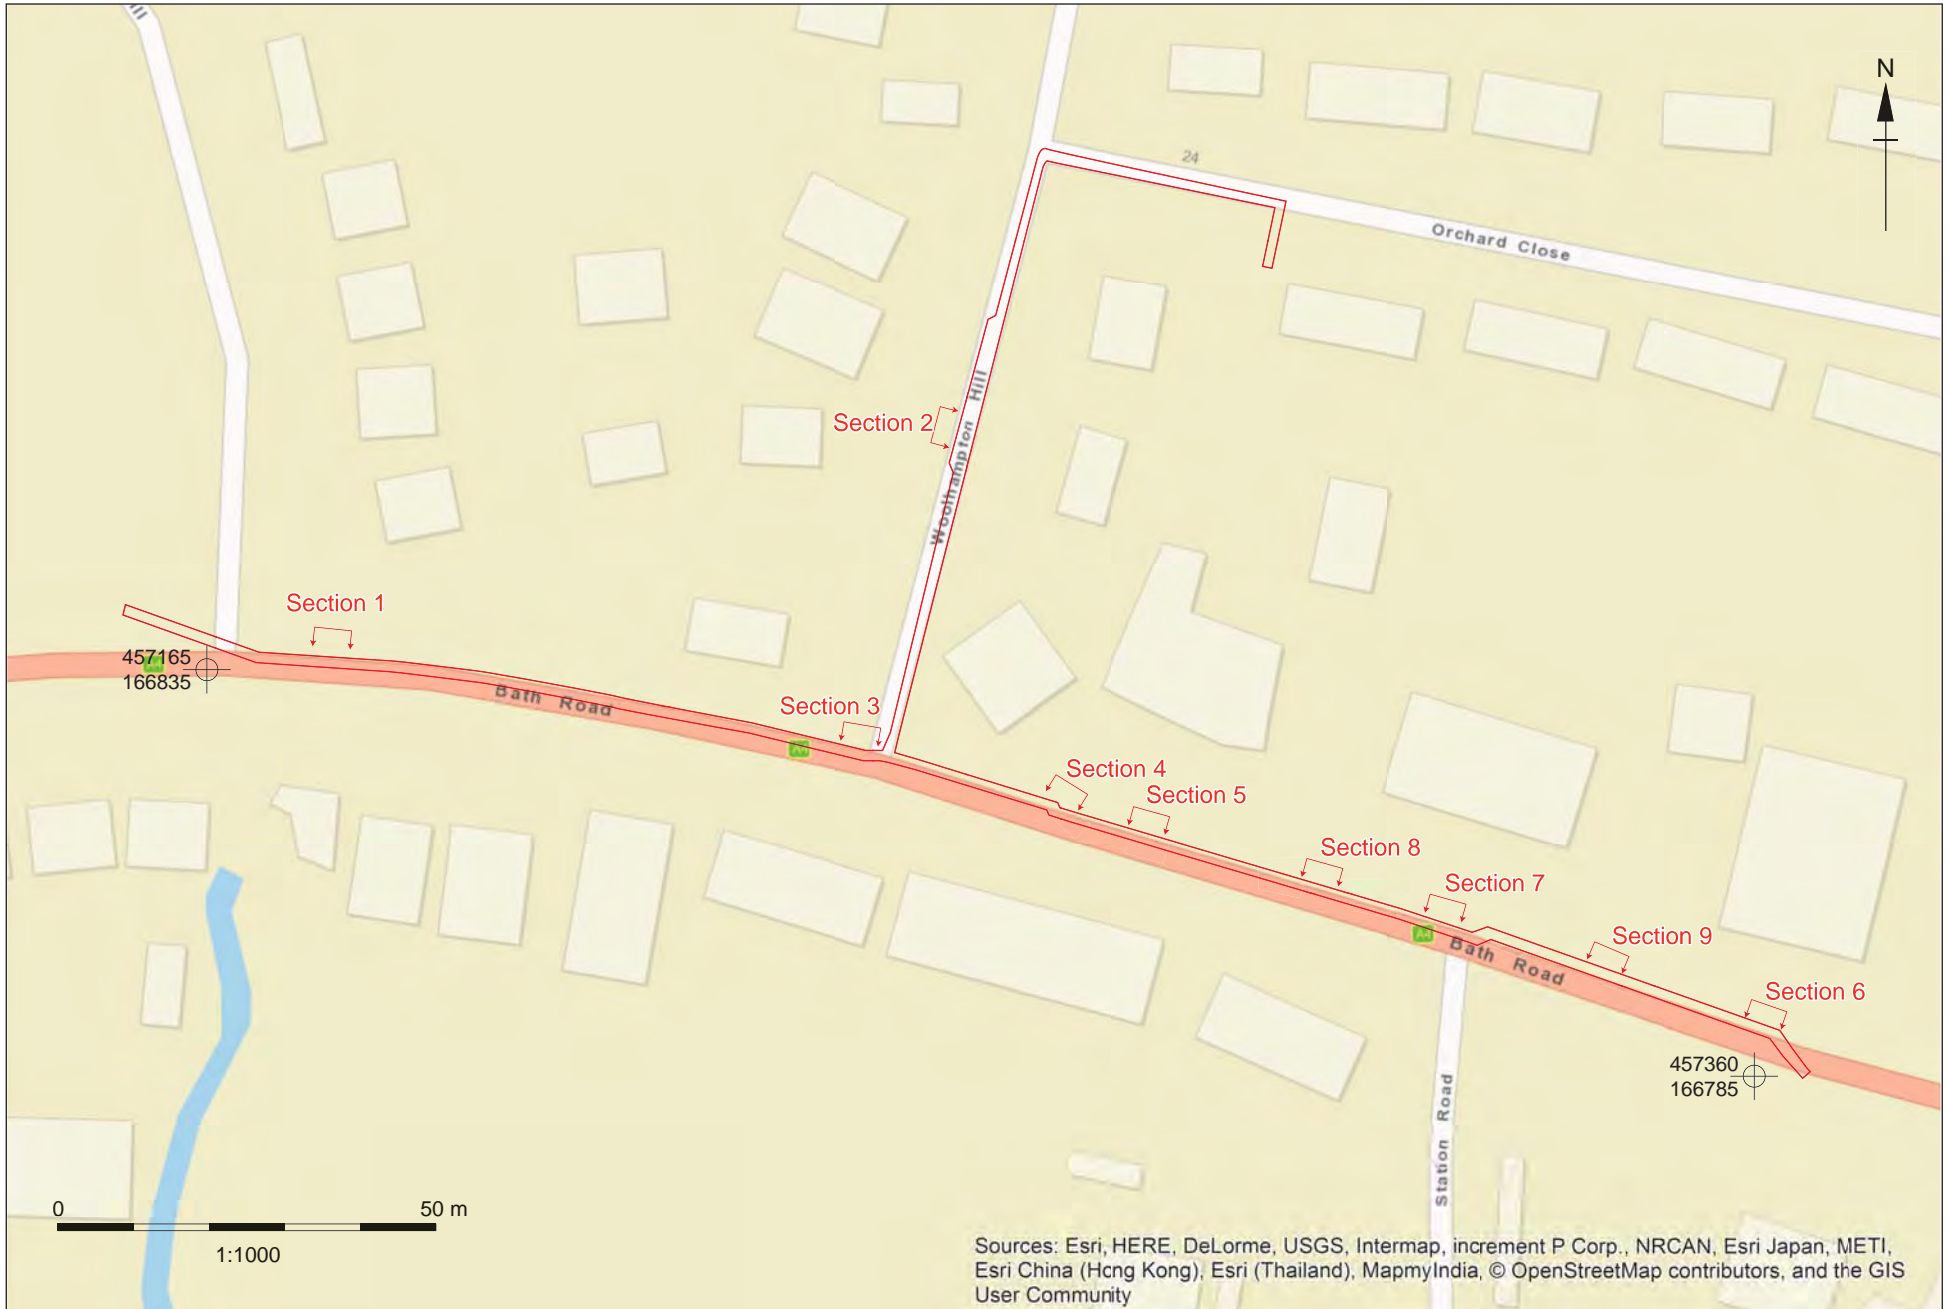 N
24
Orchard Close
Section 2
Woolhampton Hill
Section 1
457165
166835
A4
Bath Road
Section 3
A4
Section 4
Section 5
Section 8
Section 7
A4
Bath Road
Section 9
Section 6
457360
166785
Station Road
0 50 m
1:1000
Sources: Esri, HERE, DeLorme, USGS, Intermap, increment P Corp., NRCAN, Esri Japan, METI,
Esri China (Hong Kong), Esri (Thailand), MapmyIndia, © OpenStreetMap contributors, and the GIS
User Community